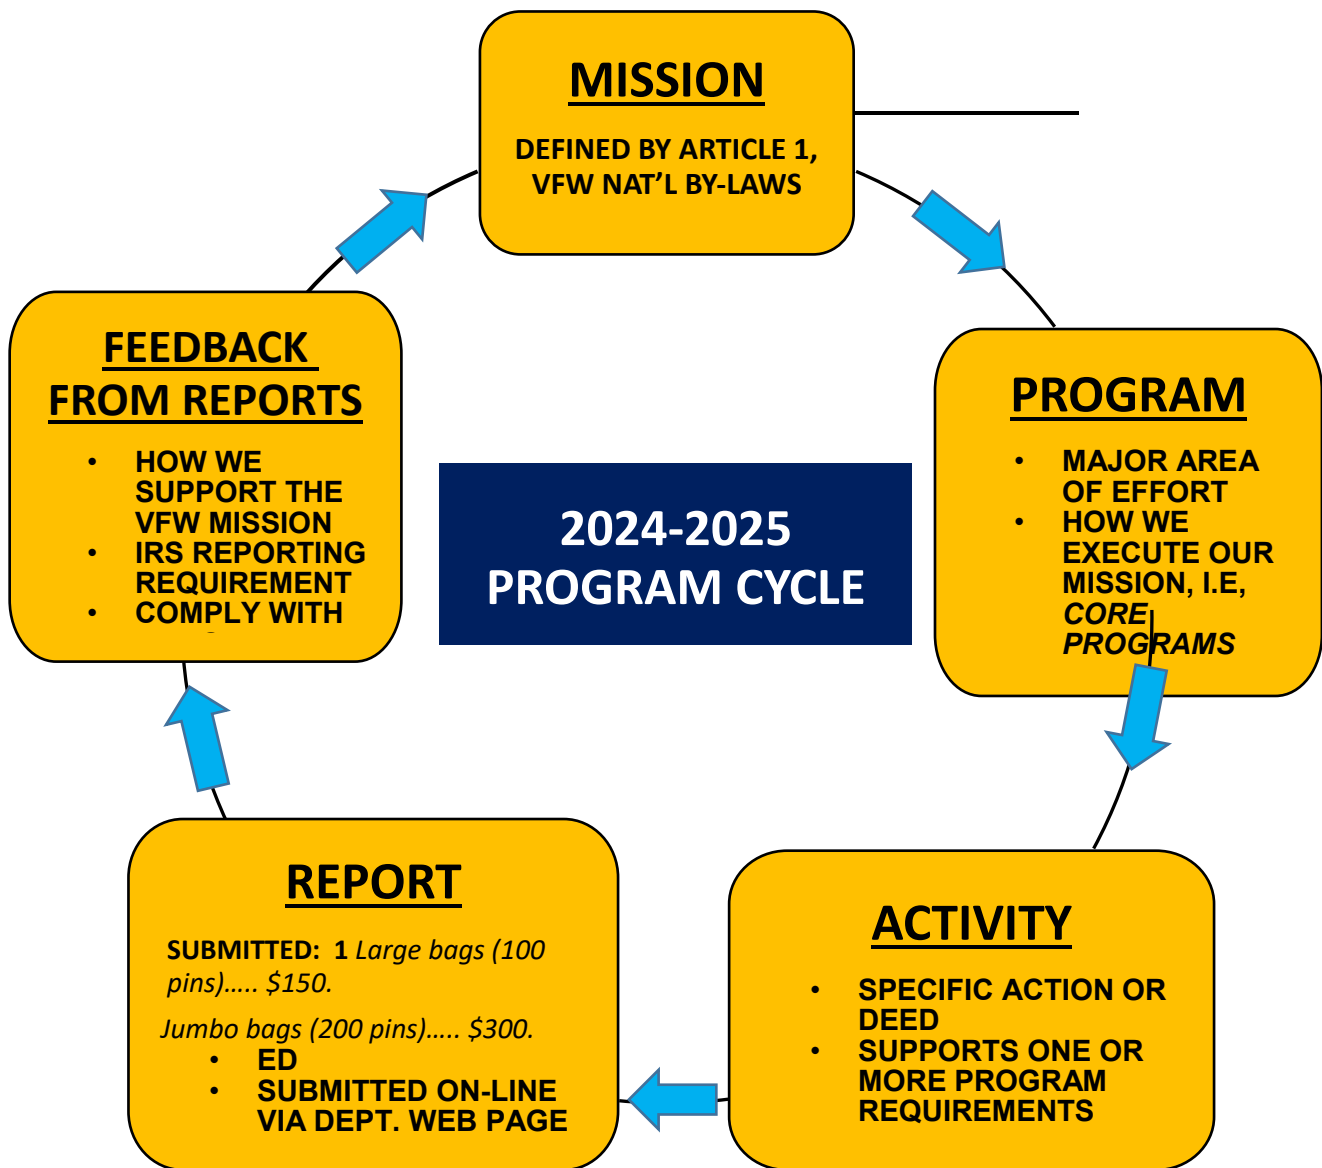 MISSION
DEFINED BY ARTICLE 1,
VFW NAT’L BY-LAWS
PROGRAM
• MAJOR AREA
OF EFFORT
• HOW WE
EXECUTE OUR
MISSION, I.E,
CORE
PROGRAMS
ACTIVITY
• SPECIFIC ACTION OR
DEED
• SUPPORTS ONE OR
MORE PROGRAM
REQUIREMENTS
REPORT
SUBMITTED: 1 Large bags (100
pins)….. $150.
Jumbo bags (200 pins)….. $300.
• ED
• SUBMITTED ON-LINE
VIA DEPT. WEB PAGE
FEEDBACK
FROM REPORTS
• HOW WE
SUPPORT THE
VFW MISSION
• IRS REPORTING
REQUIREMENT
• COMPLY WITH
2024-2025
PROGRAM CYCLE